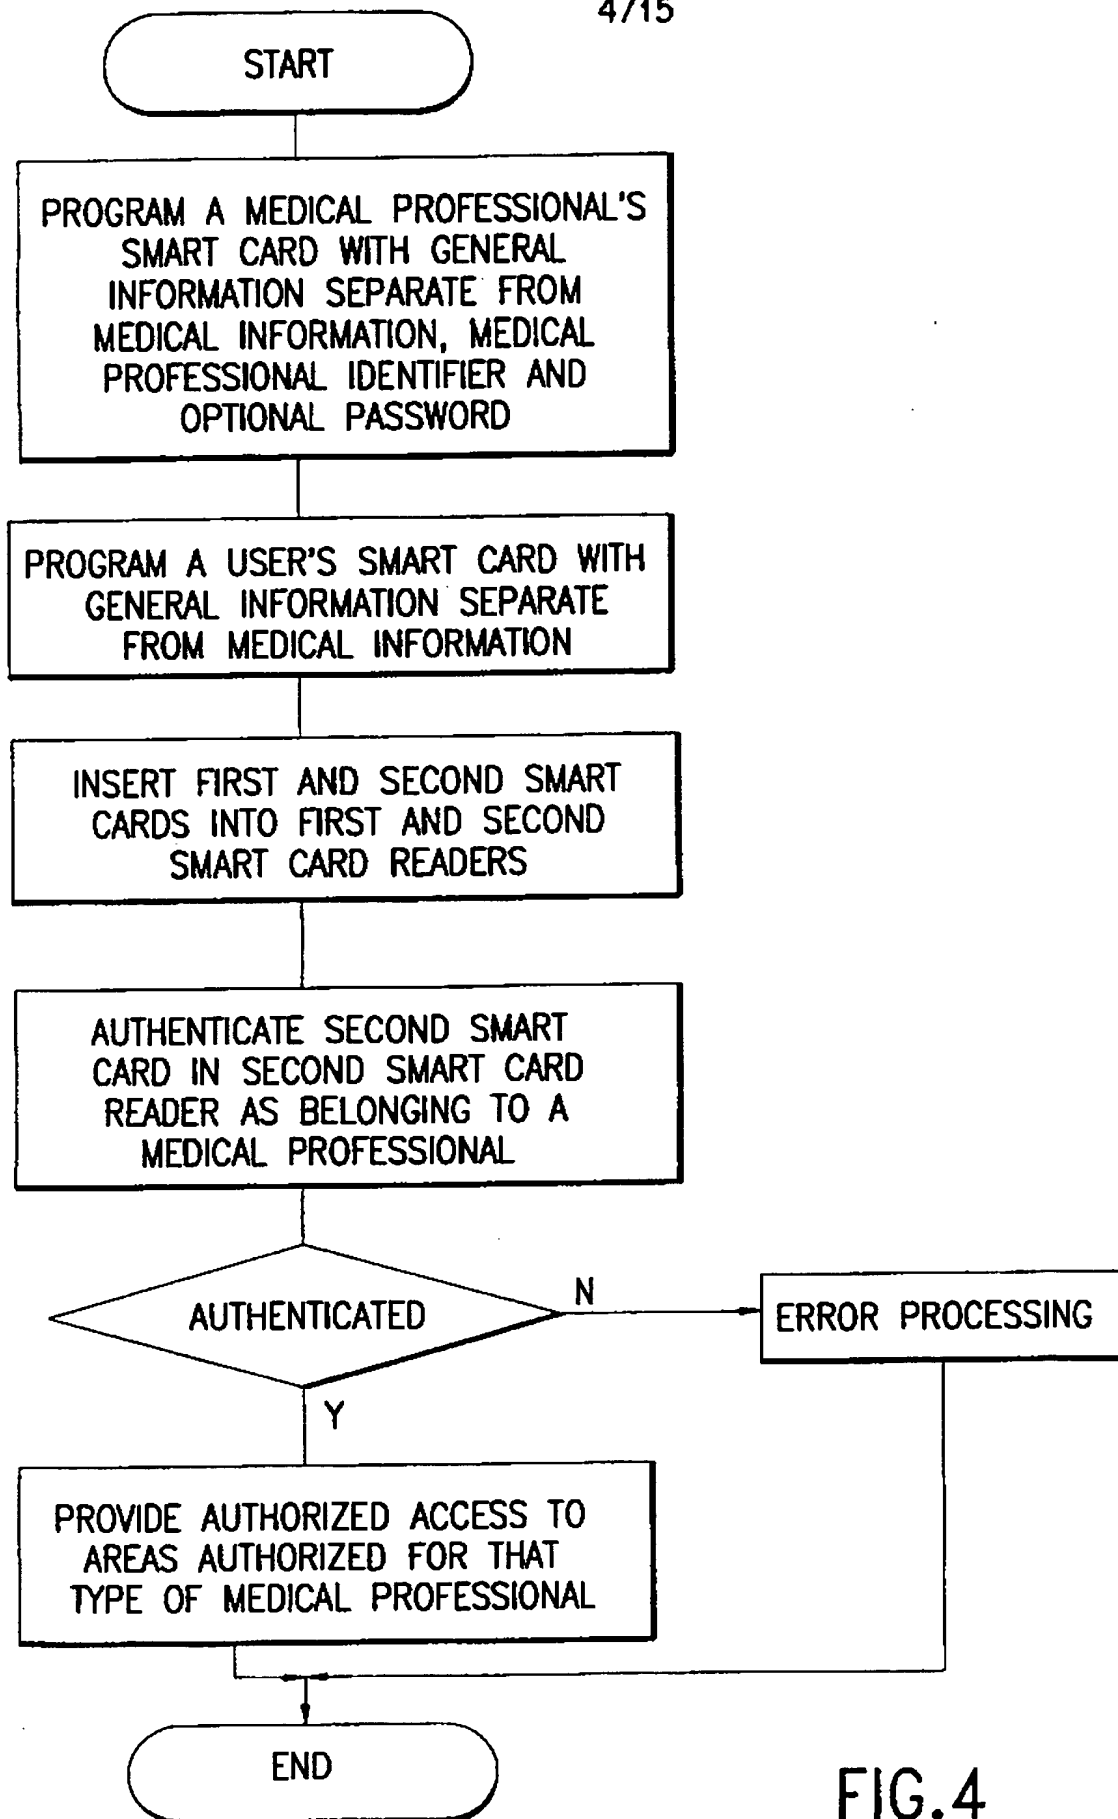 4/15
START
PROGRAM A MEDICAL PROFESSIONAL'S
SMART CARD WITH GENERAL
INFORMATION SEPARATE FROM
MEDICAL INFORMATION, MEDICAL
PROFESSIONAL IDENTIFIER AND
OPTIONAL PASSWORD
PROGRAM A USER'S SMART CARD WITH
GENERAL INFORMATION SEPARATE
FROM MEDICAL INFORMATION
INSERT FIRST AND SECOND SMART
CARDS INTO FIRST AND SECOND
SMART CARD READERS
AUTHENTICATE SECOND SMART
CARD IN SECOND SMART CARD
READER AS BELONGING TO A
MEDICAL PROFESSIONAL
AUTHENTICATED
N
ERROR PROCESSING
Y
PROVIDE AUTHORIZED ACCESS TO
AREAS AUTHORIZED FOR THAT
TYPE OF MEDICAL PROFESSIONAL
END
FIG.4